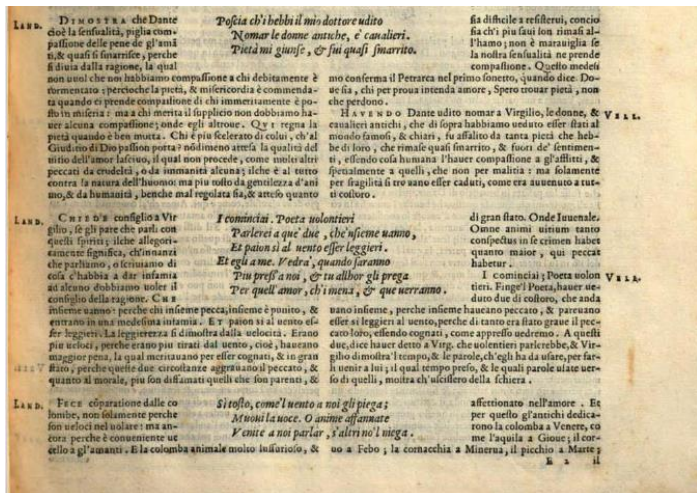 LAND. DIMOSTRA che Dante
cioè la sensualità, piglia com-
passione delle pene de gl'amã
ti, & quasi si smarrisce, perche
si disuia dalla ragione, la qual
non uuol che noi habbiamo compassione a chi debitamente è
tormentato: percioche la pietà, & misericordia è commenda-
ta quando ci prende compassione di chi immeritamente è po-
sto in miseria: ma a chi merita il supplicio non dobbiamo ha-
uer alcuna compassione; onde egli altroue. QVI regna la
pietà quando è ben morta. Chi è piu scelerato di colui, ch'al
Giuditio di Dio passion porta? nõdimeno attesa la qualità del
uitio dell'amor lasciuo, il qual non procede, come molti altri
peccati da crudeltà, o da immanità alcuna; ilche è al tutto
contra la natura dell'huomo: ma piu tosto da gentilezza d'ani
mo, & da humanità, benche mal regolata sia, & atteso quanto
Poscia ch'i hebbi il mio dottore udito
Nomar le donne antiche, e' caualieri.
Pietà mi giunse, & fui quasi smarrito.
sia difficile a resisterui, concio
sia ch'i piu saui son rimasi al-
l'hamo; non è marauiglia se
la nostra sensualità ne prende
compassione. Questo medesi
mo conferma il Petrarca nel primo sonetto, quando dice. Do-
ue sia, chi per proua intenda amore, Spero trouar pietà, non
che perdono.
HAVENDO Dante udito nomar a Virgilio, le donne, & VELL.
caualieri antichi, che di sopra habbiamo ueduto esser stati al
mondo famosi, & chiari, fu assalito da tanta pietà che heb-
be di loro, che rimase quasi smarrito, & fuori de' sentimen-
ti, essendo cosa humana l'hauer compassione a gl'afflitti, &
spetialmente a quelli, che non per malitia: ma solamente
per fragilità si trouano esser caduti, come era auuenuto a tut-
ti costoro.
LAND. CHIEDE consiglio a Vir
gilio, se gli pare che parli con
questi spiriti; ilche allegori-
camente significa, ch'innanzi
che parliamo, o scriuiamo di
cosa c'habbia a dar infamia
ad alcuno dobbiamo uoler il
consiglio della ragione. CHE
insieme uanno: perche chi insieme pecca, insieme è punito, &
entrano in una medesima infamia. ET paion si al uento es-
ser leggieri. La leggierezza si dimostra dalla uelocità. Erano
piu ueloci, perche erano piu tirati dal uento, cioè, haueano
maggior pena, la qual meritauano per esser cognati, & in gran
stato, perche queste due circostanze aggrauano il peccato, &
quanto al morale, piu son diffamati quelli che son parenti, &
I cominciai. Poeta uolontieri
Parlerei a que' due, che'nsieme uanno,
Et paion si al uento esser leggieri.
Et egli a me. Vedra', quando saranno
Piu press'a noi, & tu allhor gli prega
Per quell'amor, ch'i mena, & que uerranno.
di gran stato. Onde Iuuenale.
Omne animi uitium tanto
conspectus in se crimen habet
quanto maior, qui peccat
habetur.
I cominciai; Poeta uolon VELL.
tieri. Finge'l Poeta, hauer ue-
duto due di costoro, che anda
uano insieme, perche insieme haueano peccato, & pareuano
esser si leggieri al uento, perche di tanto era stato graue il pec-
cato loro, essendo cognati, come appresso uedremo. A questi
due, dice hauer detto a Virg. che uolentieri parlerebbe, & Vir-
gilio dimostra'l tempo, & le parole, ch'egli ha da usare, per far-
li uenir a lui; il qual tempo preso, & le quali parole usate uer-
so di quelli, mostra ch'uscissero della schiera.
LAND. FECE cõparatione dalle co
lombe, non solamente perche
son ueloci nel uolare: ma an-
cora perche è conueniente uc
cello a gl'amanti. E la colomba animale molto lussurioso, &
Si tosto, come'l uento a noi gli piega;
Muoui la uoce. O anime affannate
Venite a noi parlar, s'altri no'l niega.
affettionato nell'amore. Et
per questo gl'antichi dedica-
rono la colomba a Venere, co
me l'aquila a Gioue; il cor-
uo a Febo; la cornacchia a Minerua, il picchio a Marte;
E 2 il